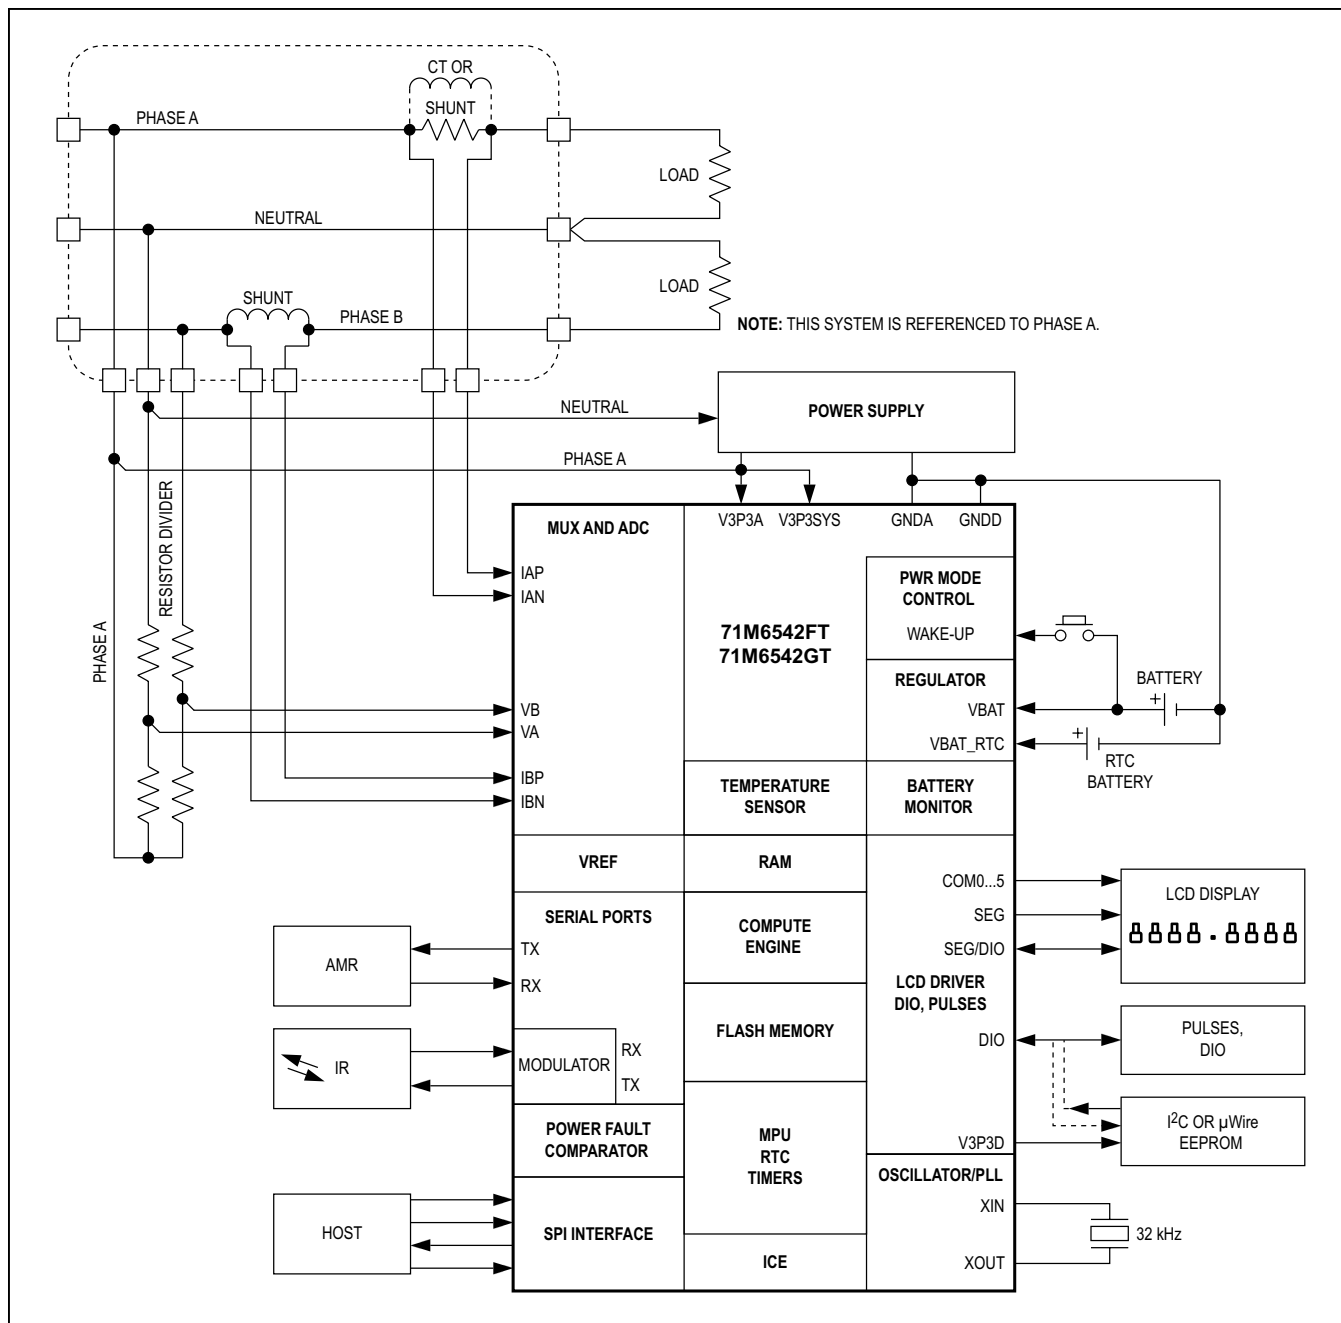 CT OR
SHUNT
PHASE A
LOAD
NEUTRAL
SHUNT
PHASE B
LOAD
NOTE: THIS SYSTEM IS REFERENCED TO PHASE A.
NEUTRAL
POWER SUPPLY
PHASE A
RESISTOR DIVIDER
PHASE A
MUX AND ADC
V3P3A
V3P3SYS
GNDA
GNDD
IAP
IAN
PWR MODE
CONTROL
WAKE-UP
71M6542FT
71M6542GT
REGULATOR
BATTERY
+
VBAT
VB
VA
VBAT_RTC
+
RTC
BATTERY
IBP
IBN
TEMPERATURE
SENSOR
BATTERY
MONITOR
VREF
RAM
COM0...5
SEG
SEG/DIO
LCD DISPLAY
8888.8888
SERIAL PORTS
TX
RX
AMR
COMPUTE
ENGINE
LCD DRIVER
DIO, PULSES
FLASH MEMORY
DIO
PULSES,
DIO
IR
MODULATOR
RX
TX
I2C OR µWire
EEPROM
POWER FAULT
COMPARATOR
MPU
RTC
TIMERS
V3P3D
OSCILLATOR/PLL
XIN
32 kHz
XOUT
HOST
SPI INTERFACE
ICE